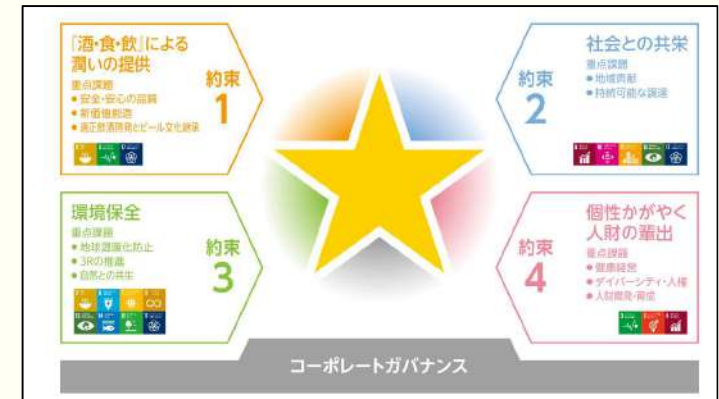 『酒・食・飲』による
潤いの提供
重点課題
● 安全・安心の品質
● 新価値創造
● 適正飲酒啓発とビール文化継承
約束
1
社会との共栄
重点課題
● 地域貢献
● 持続可能な調達
約束
2
環境保全
重点課題
● 地球温暖化防止
● 3Rの推進
● 自然との共生
約束
3
個性かがやく
人財の輩出
重点課題
● 健康経営
● ダイバーシティ・人権
● 人財開発・育成
約束
4
コーポレートガバナンス